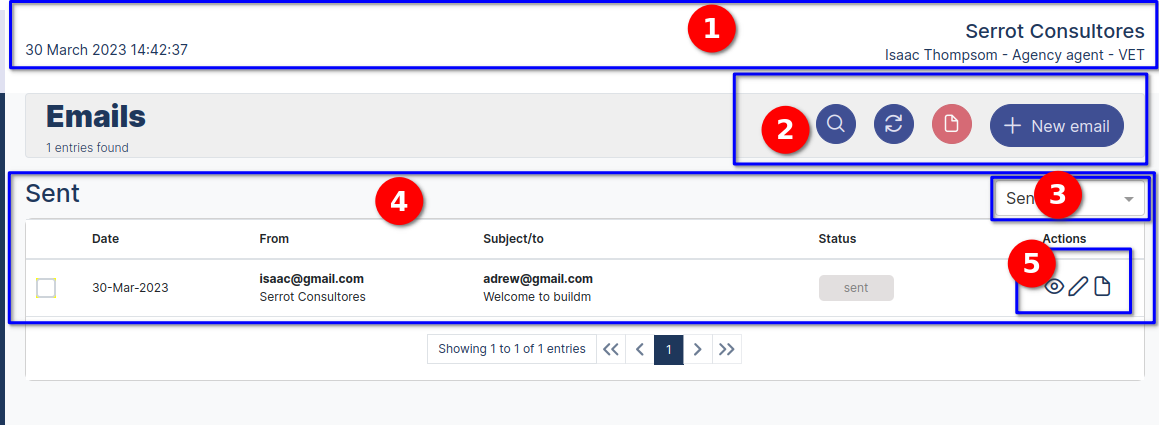 1
Serrot Consultores
30 March 2023 14:42:37
Isaac Thompsom - Agency agent - VET
Emails
1 entries found
2
New email
Sent
4
Sen
3
Date From Subject/to Status Actions
5
30-Mar-2023
isaac@gmail.com
Serrot Consultores
adrew@gmail.com
Welcome to buildm
sent
Showing 1 to 1 of 1 entries
1